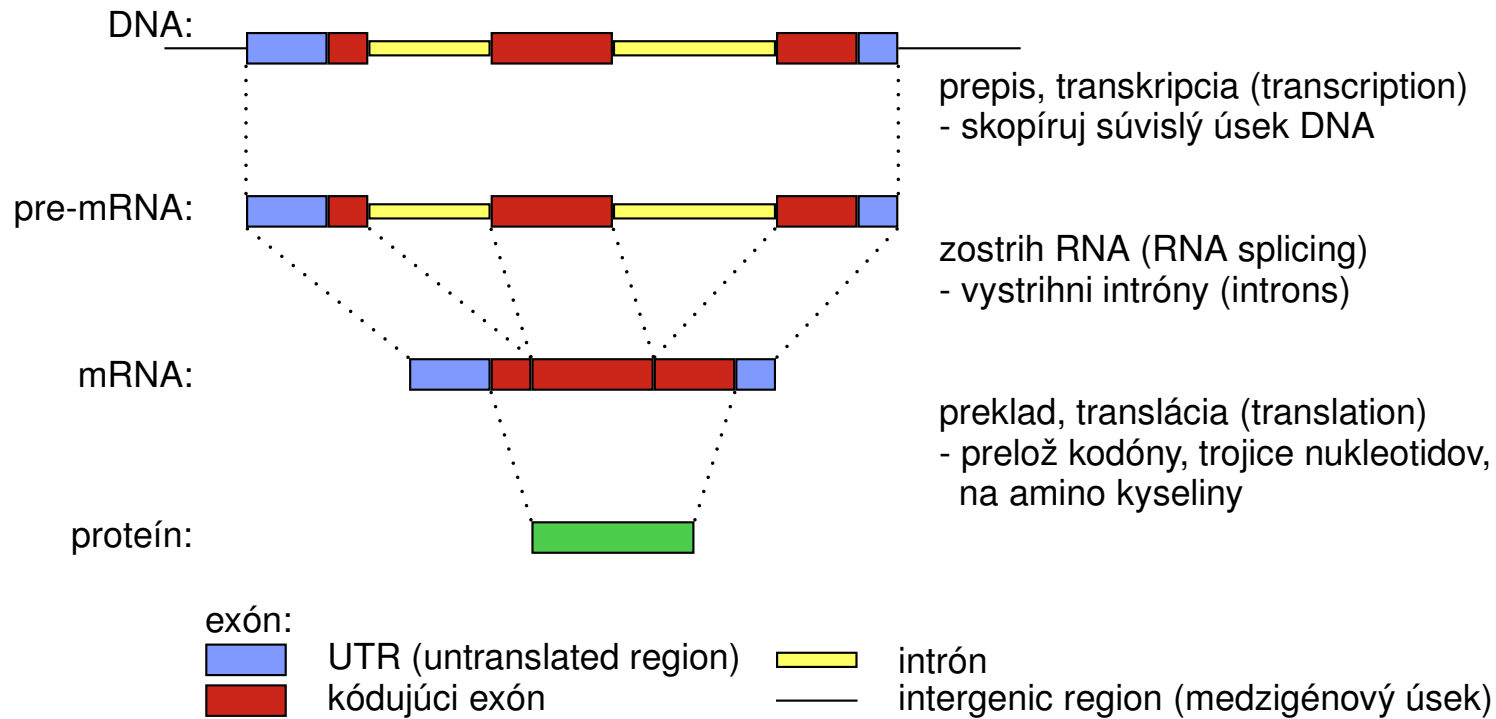 DNA:
prepis, transkripcia (transcription)
- skopíruj súvislý úsek DNA
pre-mRNA:
zostrih RNA (RNA splicing)
- vystrihni intróny (introns)
mRNA:
preklad, translácia (translation)
- prelož kodóny, trojice nukleotidov,
na amino kyseliny
proteín:
exón:
UTR (untranslated region)
kódujúci exón
intrón
intergenic region (medzigénový úsek)